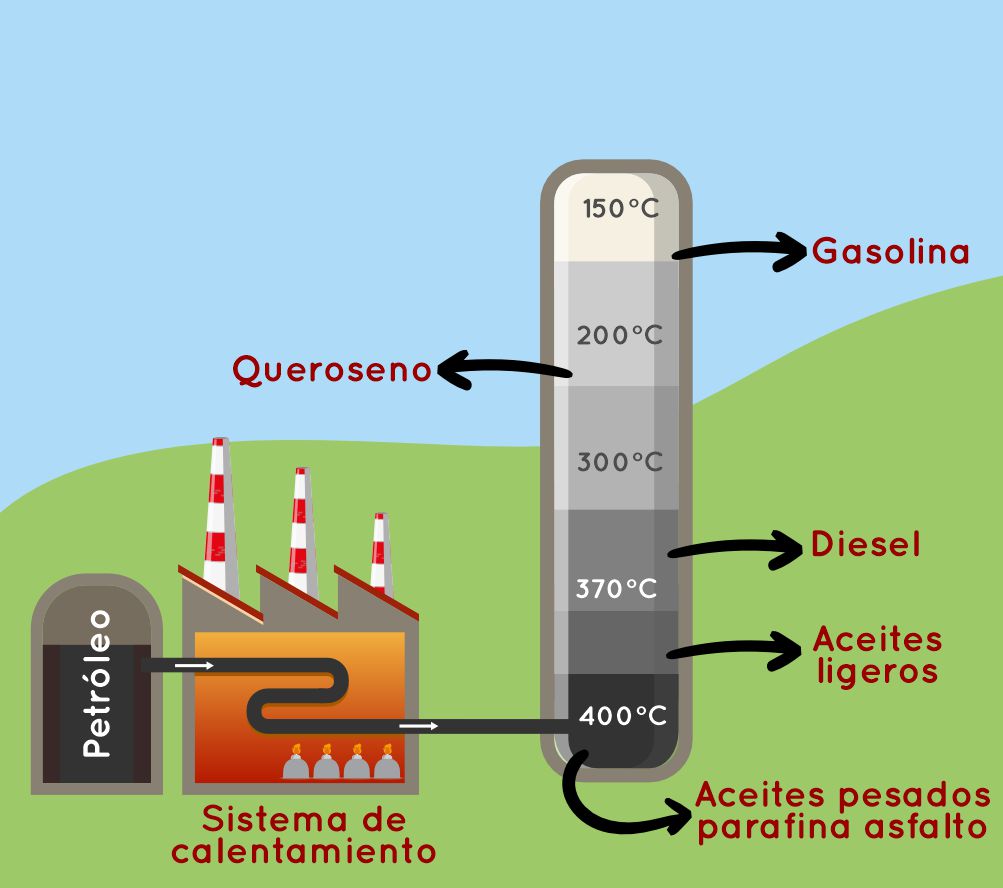 150°C
Gasolina
200°C
Queroseno
300°C
Diesel
370°C
Aceites
ligeros
Petróleo
400°C
Aceites pesados
parafina asfalto
Sistema de
calentamiento